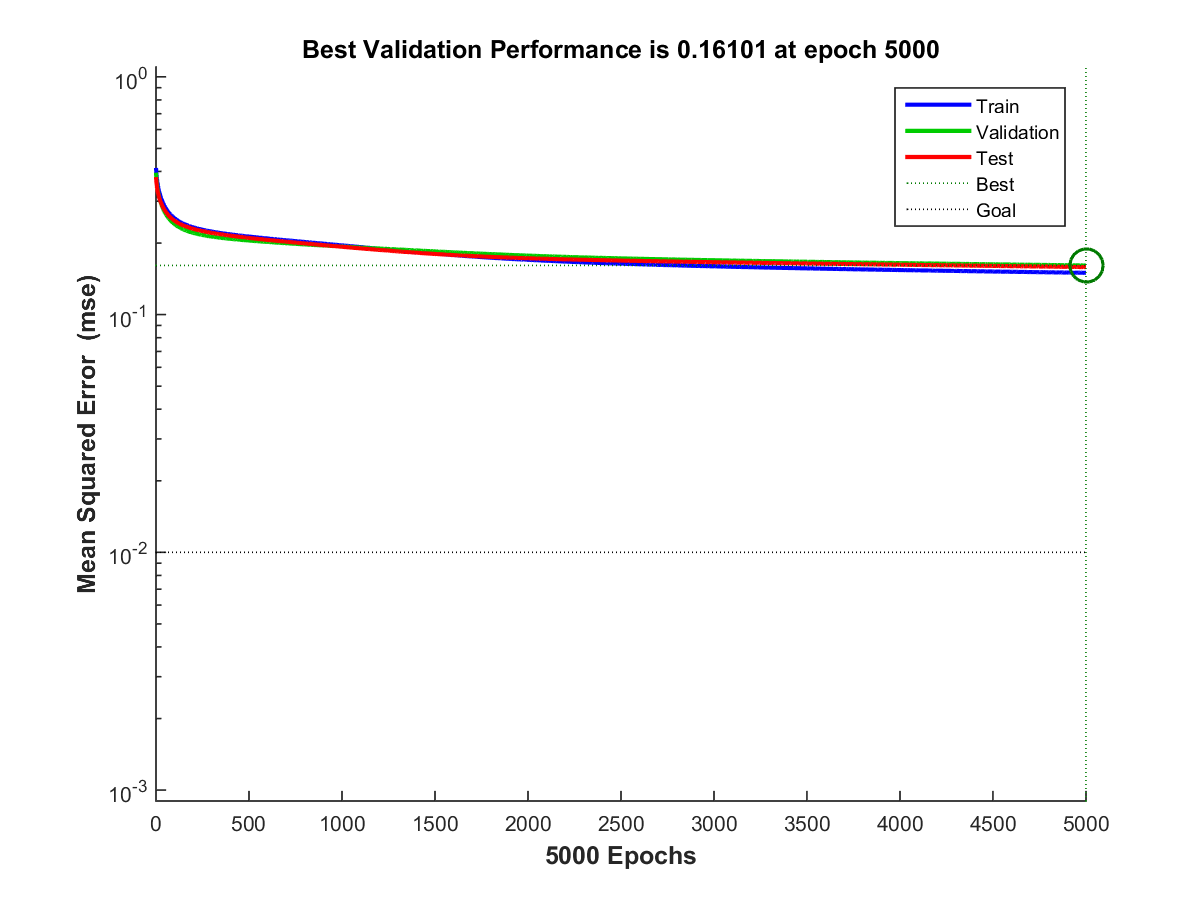 Best Validation Performance is 0.16101 at epoch 5000
10^0
Train
Validation
Test
Best
Goal
10^-1
10^-2
10^-3
Mean Squared Error (mse)
0 500 1000 1500 2000 2500 3000 3500 4000 4500 5000
5000 Epochs